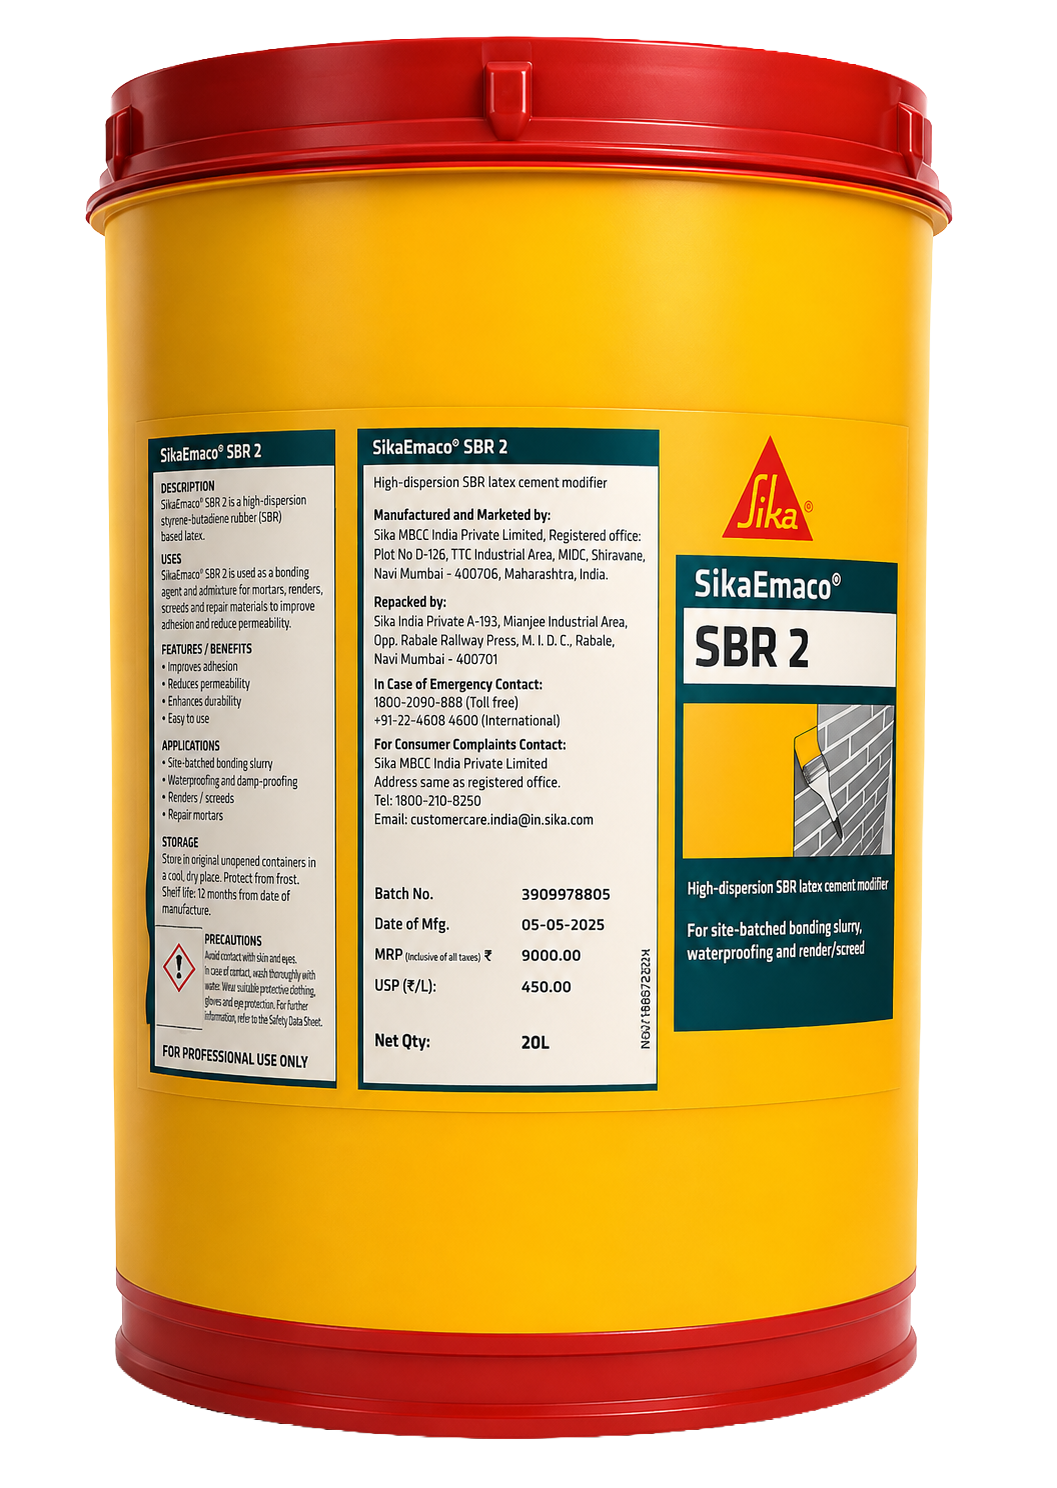 SikaEmaco® SBR 2
DESCRIPTION
SikaEmaco® SBR 2 is a high-dispersion
styrene-butadiene rubber (SBR)
based latex.
USES
SikaEmaco® SBR 2 is used as a bonding
agent and admixture for mortars, renders,
screeds and repair materials to improve
adhesion and reduce permeability.
FEATURES / BENEFITS
• Improves adhesion
• Reduces permeability
• Enhances durability
• Easy to use
APPLICATIONS
• Site-batched bonding slurry
• Waterproofing and damp-proofing
• Renders / screeds
• Repair mortars
STORAGE
Store in original unopened containers in
a cool, dry place. Protect from frost.
Shelf life: 12 months from date of
manufacture.
PRECAUTIONS
Avoid contact with skin and eyes.
In case of contact, wash thoroughly with
water. Wear suitable protective clothing,
gloves and eye protection. For further
information, refer to the Safety Data Sheet.
FOR PROFESSIONAL USE ONLY
SikaEmaco® SBR 2
High-dispersion SBR latex cement modifier
Manufactured and Marketed by:
Sika MBCC India Private Limited, Registered office:
Plot No D-126, TTC Industrial Area, MIDC, Shiravane,
Navi Mumbai - 400706, Maharashtra, India.
Repacked by:
Sika India Private A-193, Mianjee Industrial Area,
Opp. Rabale Rallway Press, M. I. D. C., Rabale,
Navi Mumbai - 400701
In Case of Emergency Contact:
1800-2090-888 (Toll free)
+91-22-4608 4600 (International)
For Consumer Complaints Contact:
Sika MBCC India Private Limited
Address same as registered office.
Tel: 1800-210-8250
Email: customercare.india@in.sika.com
Batch No. 3909978805
Date of Mfg. 05-05-2025
MRP (Inclusive of all taxes) ₹ 9000.00
USP (₹/L): 450.00
Net Qty: 20L
Sika®
SikaEmaco®
SBR 2
High-dispersion SBR latex cement modifier
For site-batched bonding slurry,
waterproofing and render/screed